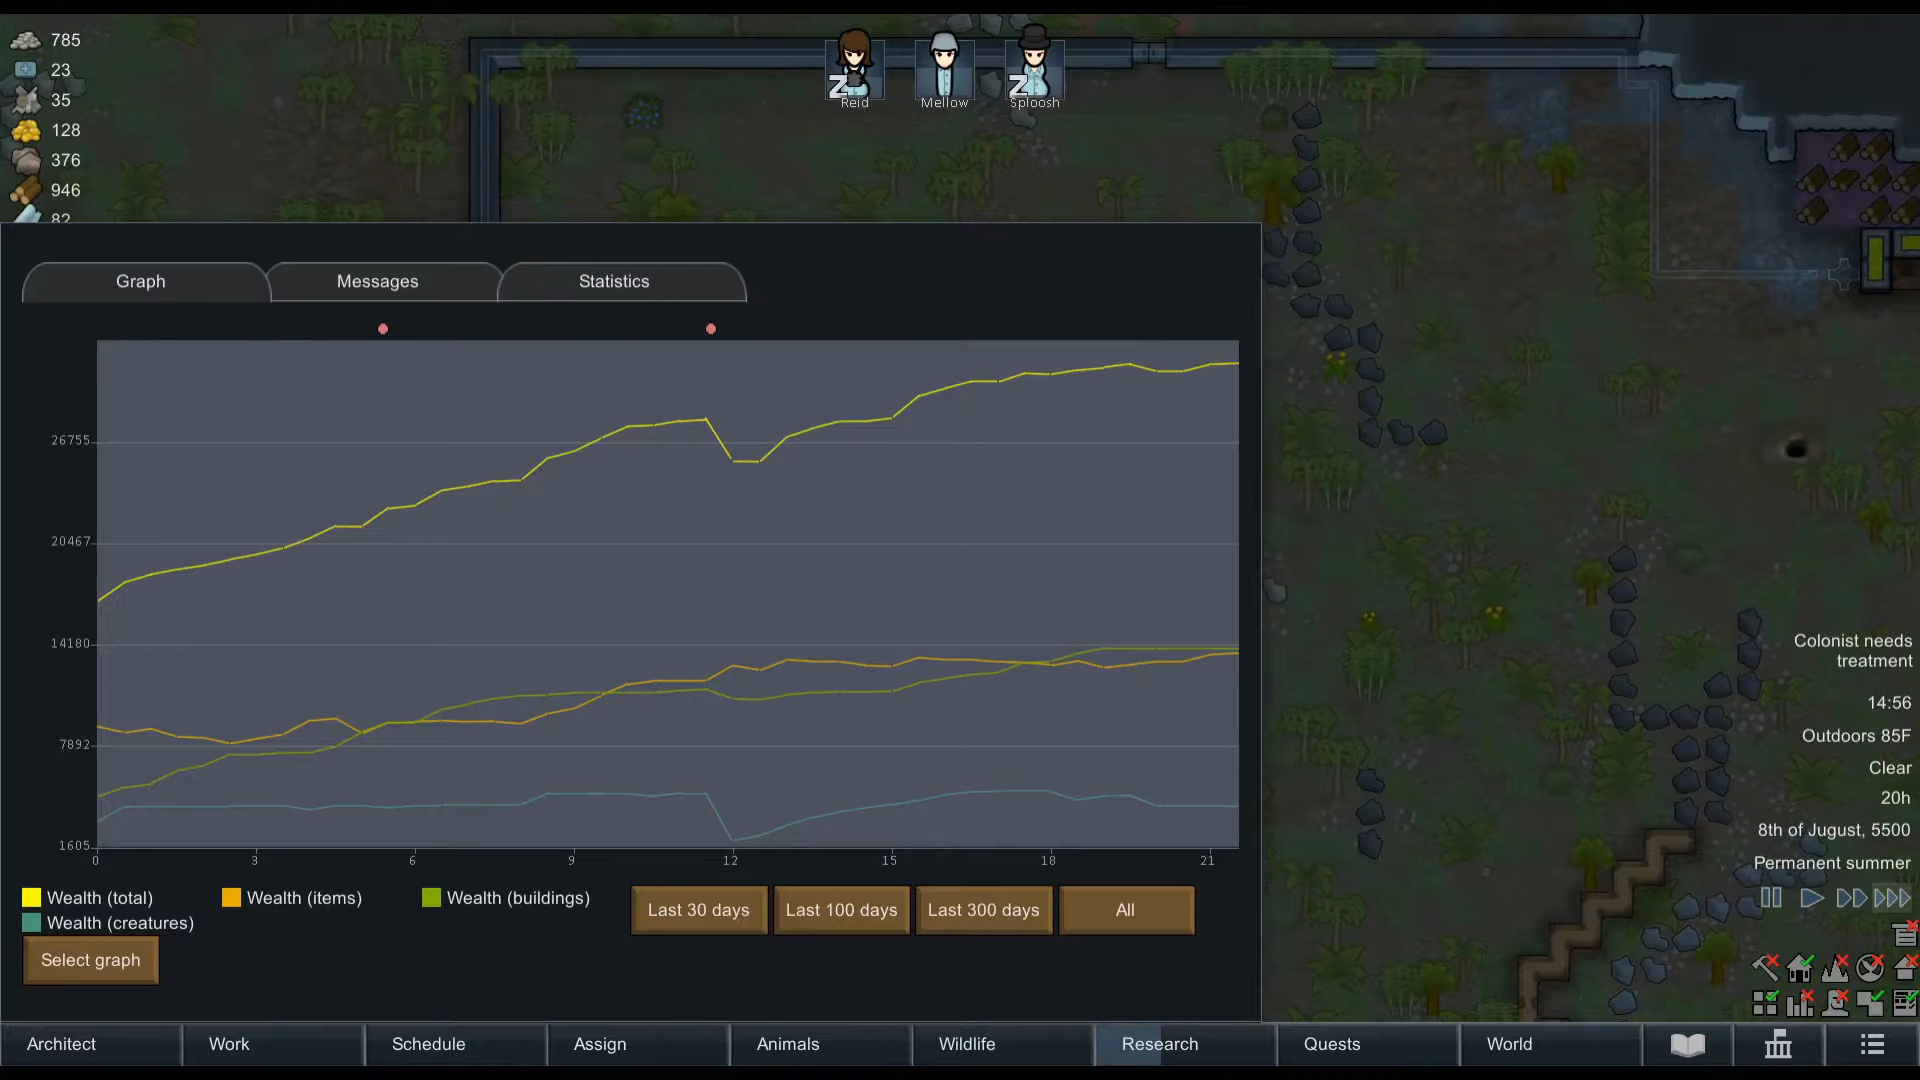 785
23
35
128
376
946
82
Reid
Mellow
Sploosh
Graph
Messages
Statistics
26755
20467
14180
7892
1605
0 3 6 9 12 15 18 21
Wealth (total)
Wealth (items)
Wealth (buildings)
Wealth (creatures)
Last 30 days
Last 100 days
Last 300 days
All
Select graph
Colonist needs
treatment
14:56
Outdoors 85F
Clear
20h
8th of Jugust, 5500
Permanent summer
Architect
Work
Schedule
Assign
Animals
Wildlife
Research
Quests
World